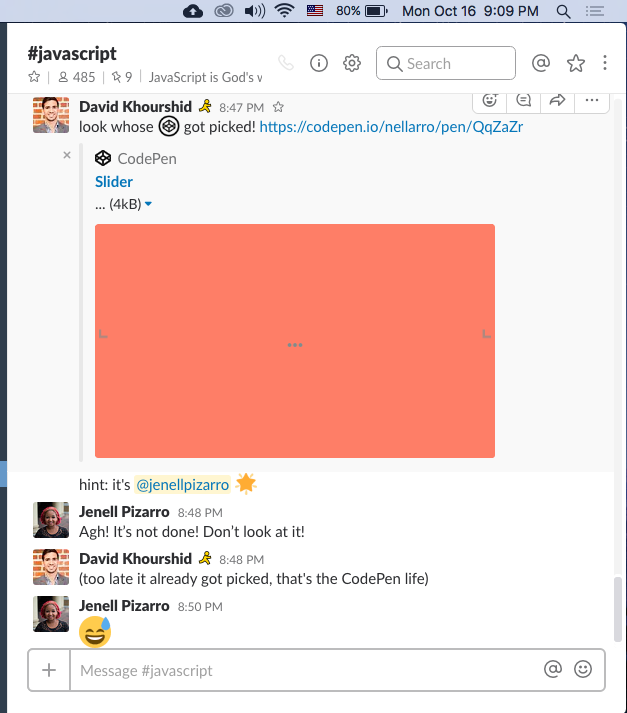 80% Mon Oct 16 9:09 PM
#javascript
485 9 JavaScript is God's
Search
David Khourshid 8:47 PM
look whose got picked! https://codepen.io/nellarro/pen/QqZaZr
CodePen
Slider
... (4kB)
hint: it's @jenellpizarro
Jenell Pizarro 8:48 PM
Agh! It’s not done! Don’t look at it!
David Khourshid 8:48 PM
(too late it already got picked, that's the CodePen life)
Jenell Pizarro 8:50 PM
Message #javascript